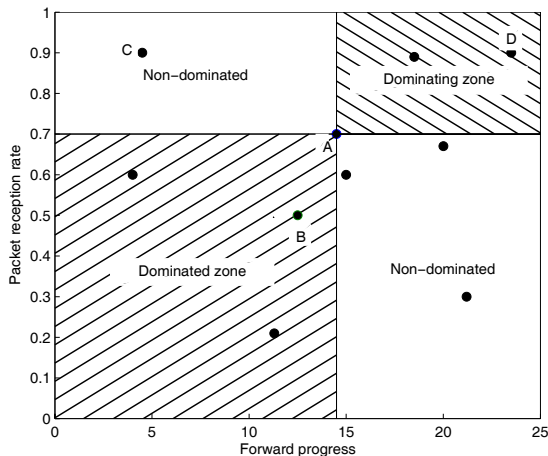 1
0.9
0.8
0.7
0.6
0.5
0.4
0.3
0.2
0.1
0
Packet reception rate
C
Non−dominated
D
Dominating zone
A
B
Dominated zone
Non−dominated
0
5
10
15
20
25
Forward progress